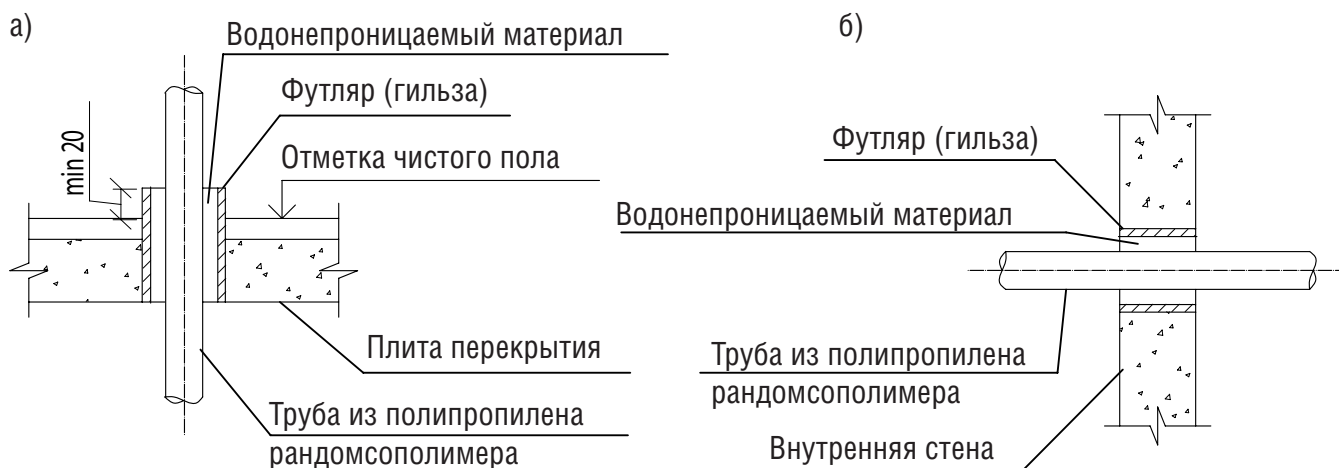 а)
Водонепроницаемый материал
Футляр (гильза)
Отметка чистого пола
min 20
Плита перекрытия
Труба из полипропилена
рандомсополимера
б)
Футляр (гильза)
Водонепроницаемый материал
Труба из полипропилена
рандомсополимера
Внутренняя стена